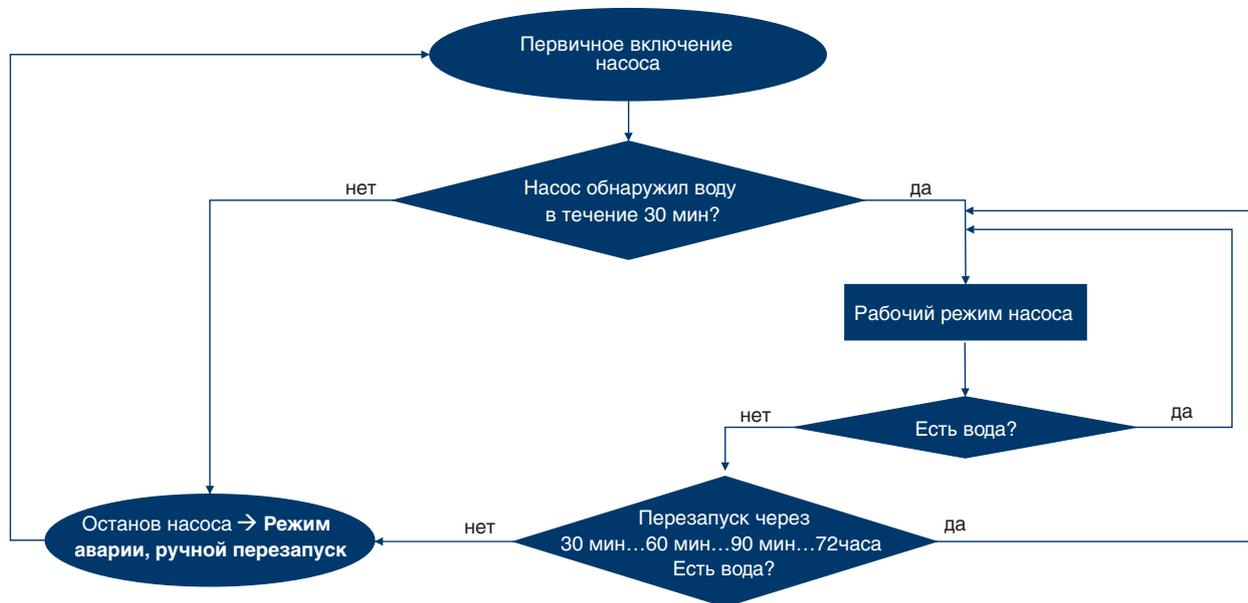 Первичное включение
насоса
нет
Насос обнаружил воду
в течение 30 мин?
да
Рабочий режим насоса
нет
Есть вода?
да
Останов насоса → Режим
аварии, ручной перезапуск
нет
Перезапуск через
30 мин...60 мин...90 мин...72часа
Есть вода?
да